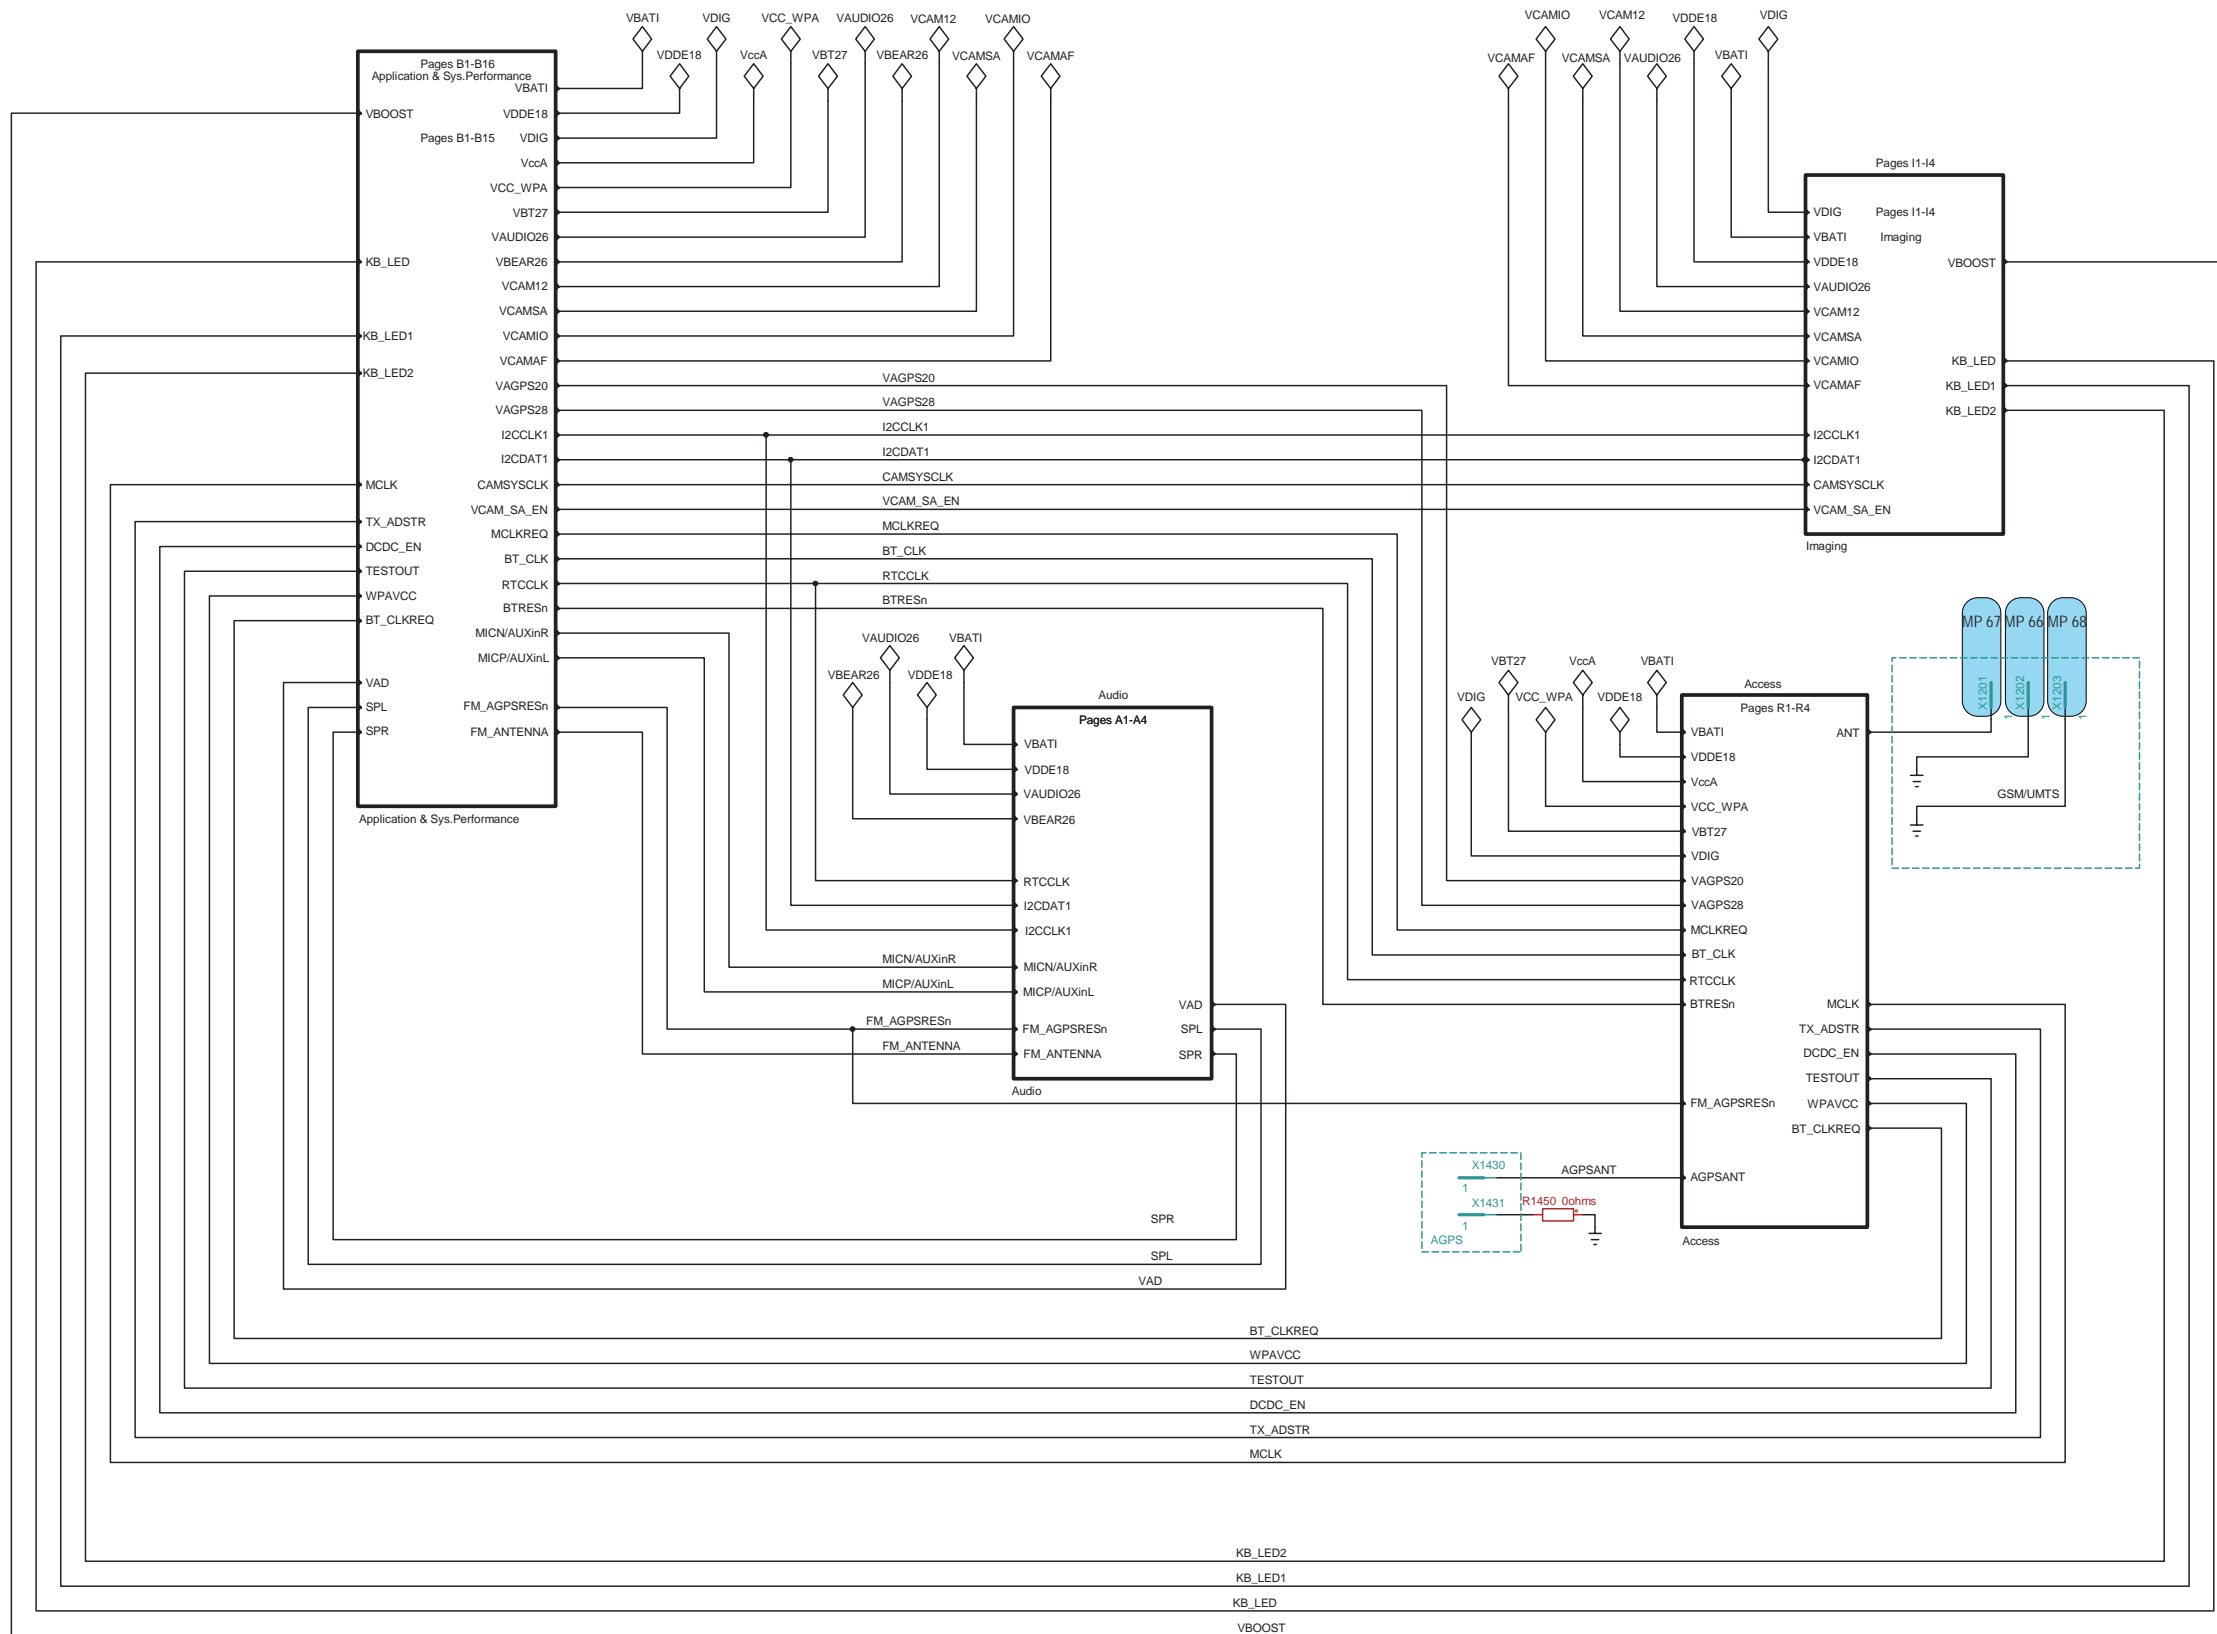 VBATI
VDIG
VCC_WPA
VAUDIO26
VCAM12
VCAMIO
VDDE18
VccA
VBT27
VBEAR26
VCAMSA
VCAMAF
VCAMIO
VCAM12
VDDE18
VDIG
VCAMAF
VCAMSA
VAUDIO26
VBATI
Pages B1-B16
Application & Sys.Performance
VBATI
VBOOST
VDDE18
Pages B1-B15
VDIG
VccA
VCC_WPA
VBT27
VAUDIO26
KB_LED
VBEAR26
VCAM12
VCAMSA
KB_LED1
VCAMIO
VCAMAF
KB_LED2
VAGPS20
VAGPS28
I2CCLK1
I2CDAT1
MCLK
CAMSYSCLK
VCAM_SA_EN
TX_ADSTR
MCLKREQ
DCDC_EN
BT_CLK
TESTOUT
RTCCLK
WPAVCC
BTRESn
BT_CLKREQ
MICN/AUXinR
MICP/AUXinL
VAD
SPL
FM_AGPSRESn
SPR
FM_ANTENNA
Application & Sys.Performance
VAGPS20
VAGPS28
I2CCLK1
I2CDAT1
CAMSYSCLK
VCAM_SA_EN
MCLKREQ
BT_CLK
RTCCLK
BTRESn
Pages I1-I4
VDIG
Pages I1-I4
VBATI
Imaging
VDDE18
VBOOST
VAUDIO26
VCAM12
VCAMSA
VCAMIO
KB_LED
VCAMAF
KB_LED1
KB_LED2
I2CCLK1
I2CDAT1
CAMSYSCLK
VCAM_SA_EN
Imaging
MP 67
MP 66
MP 68
X1201
X1202
X1203
1
1
1
GSM/UMTS
VAUDIO26
VBATI
VBEAR26
VDDE18
Audio
Pages A1-A4
VBATI
VDDE18
VAUDIO26
VBEAR26
RTCCLK
I2CDAT1
I2CCLK1
MICN/AUXinR
MICN/AUXinR
MICP/AUXinL
MICP/AUXinL
VAD
FM_AGPSRESn
FM_AGPSRESn
SPL
FM_ANTENNA
FM_ANTENNA
SPR
Audio
VBT27
VccA
VBATI
VDIG
VCC_WPA
VDDE18
Access
Pages R1-R4
VBATI
ANT
VDDE18
VccA
VCC_WPA
VBT27
VDIG
VAGPS20
VAGPS28
MCLKREQ
BT_CLK
RTCCLK
BTRESn
MCLK
TX_ADSTR
DCDC_EN
TESTOUT
FM_AGPSRESn
WPAVCC
BT_CLKREQ
AGPSANT
Access
X1430
AGPSANT
1
X1431
R1450 0ohms
1
AGPS
SPR
SPL
VAD
BT_CLKREQ
WPAVCC
TESTOUT
DCDC_EN
TX_ADSTR
MCLK
KB_LED2
KB_LED1
KB_LED
VBOOST